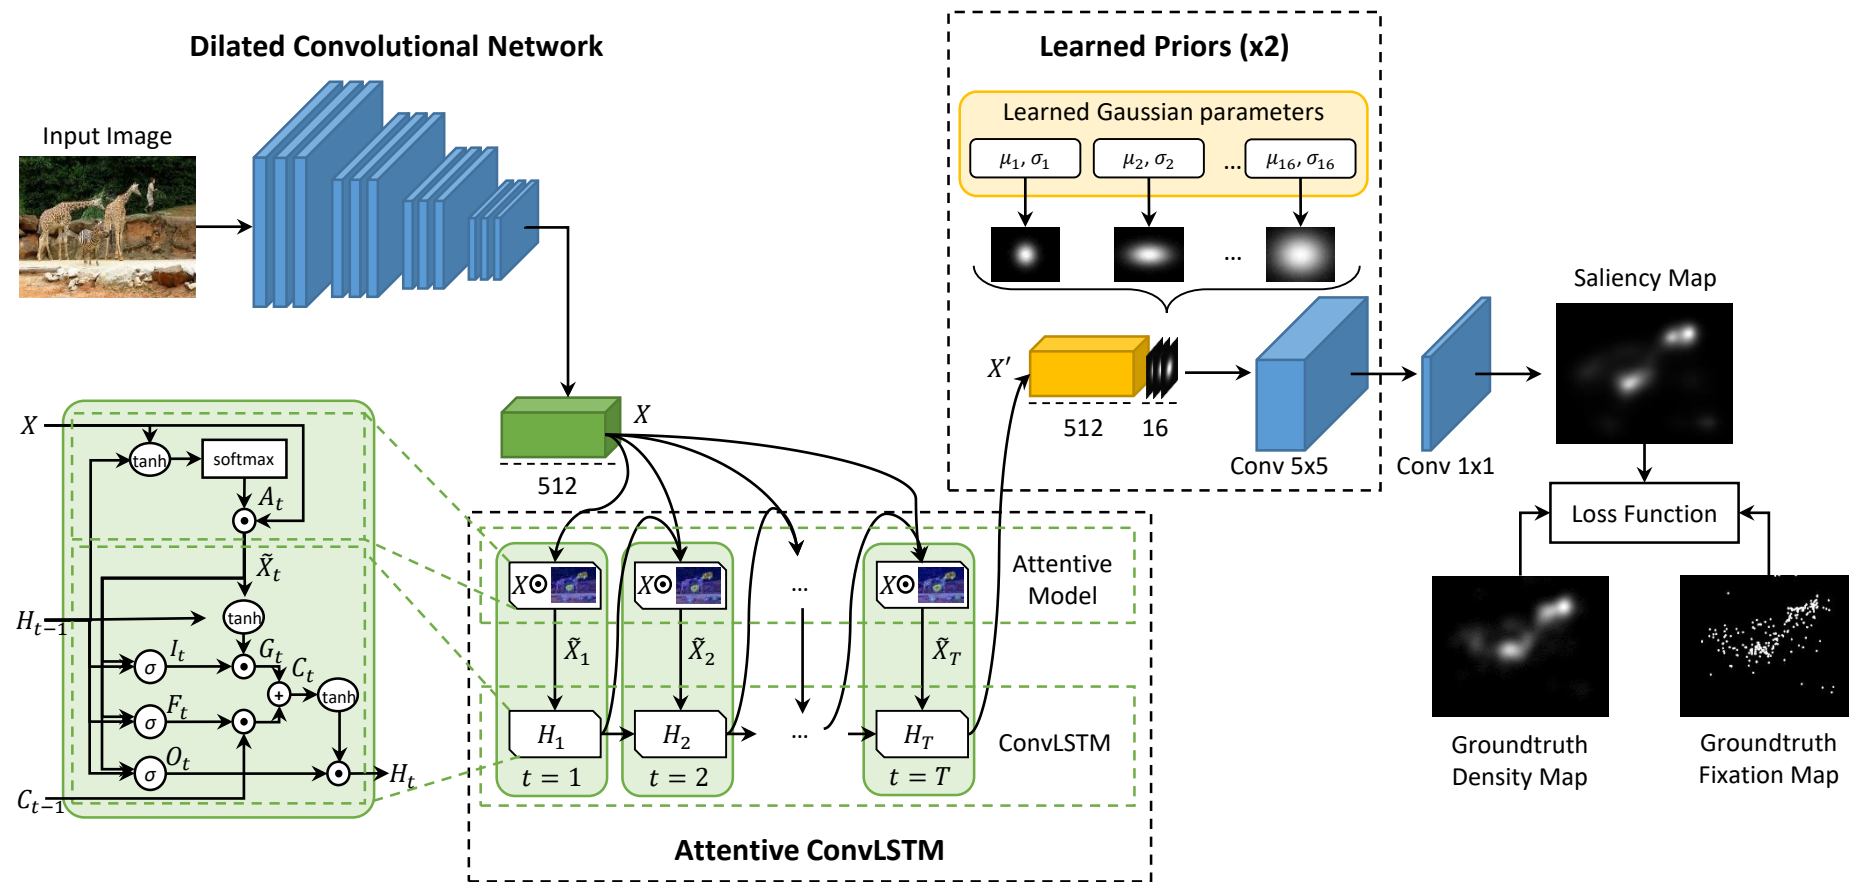 Dilated Convolutional Network
Input Image
Learned Priors (x2)
Learned Gaussian parameters
μ₁, σ₁
μ₂, σ₂
...
μ₁₆, σ₁₆
...
X′
512
16
Conv 5x5
Conv 1x1
Saliency Map
Loss Function
Groundtruth
Density Map
Groundtruth
Fixation Map
X
512
X
tanh
softmax
Aₜ
X̃ₜ
Hₜ₋₁
tanh
Iₜ
Gₜ
σ
Cₜ
+
tanh
Fₜ
σ
Oₜ
σ
Hₜ
Cₜ₋₁
X⊙
X⊙
...
X⊙
Attentive
Model
X̃₁
X̃₂
X̃_T
H₁
H₂
...
H_T
ConvLSTM
t = 1
t = 2
t = T
Attentive ConvLSTM